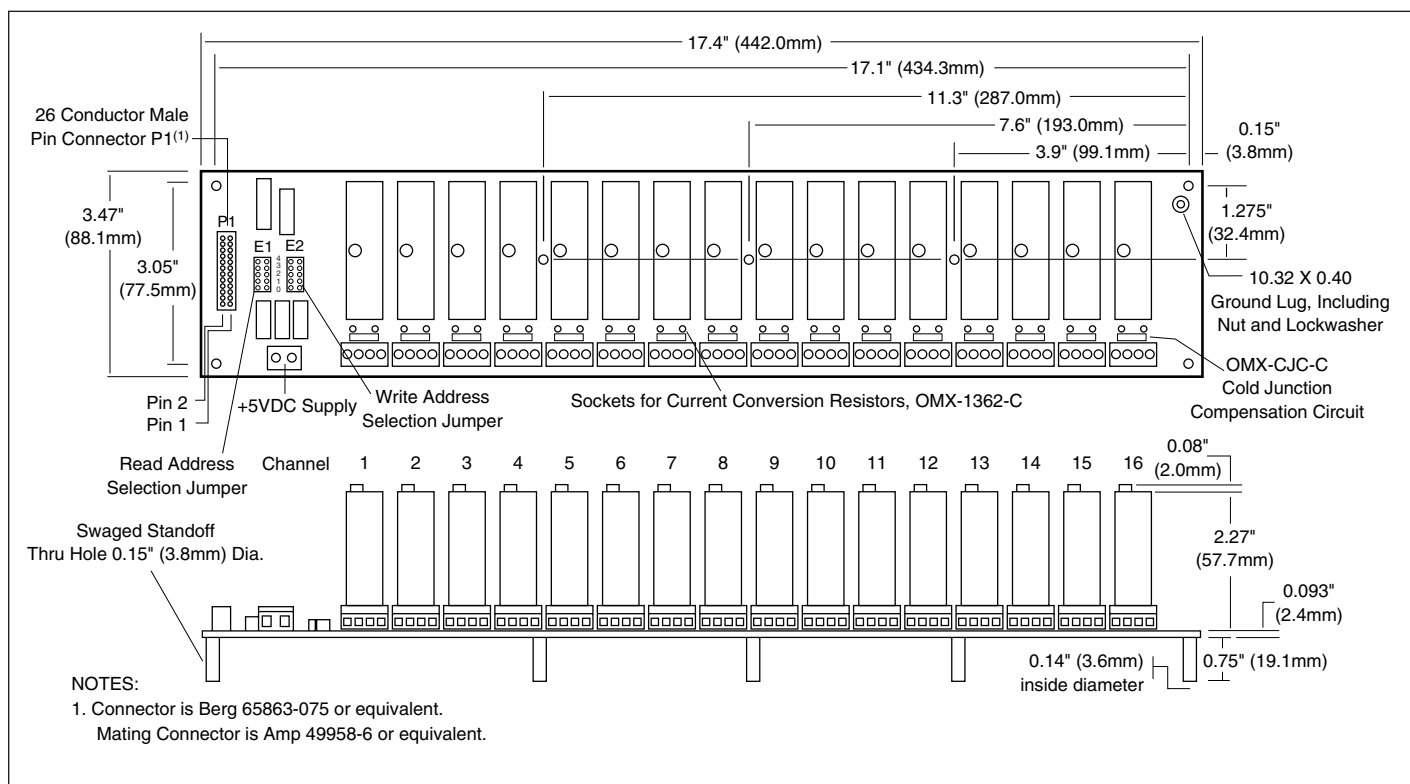 17.4" (442.0mm)
17.1" (434.3mm)
11.3" (287.0mm)
7.6" (193.0mm)
3.9" (99.1mm)
0.15"
(3.8mm)
26 Conductor Male
Pin Connector P1(1)
3.47"
(88.1mm)
3.05"
(77.5mm)
P1
E1 E2
4
3
2
1
0
1.275"
(32.4mm)
10.32 X 0.40
Ground Lug, Including
Nut and Lockwasher
OMX-CJC-C
Cold Junction
Compensation Circuit
Pin 2
Pin 1
+5VDC Supply
Write Address
Selection Jumper
Sockets for Current Conversion Resistors, OMX-1362-C
Read Address
Selection Jumper
Channel 1 2 3 4 5 6 7 8 9 10 11 12 13 14 15 16
0.08"
(2.0mm)
Swaged Standoff
Thru Hole 0.15" (3.8mm) Dia.
2.27"
(57.7mm)
0.093"
(2.4mm)
0.14" (3.6mm)
inside diameter
0.75" (19.1mm)
NOTES:
1. Connector is Berg 65863-075 or equivalent.
Mating Connector is Amp 49958-6 or equivalent.